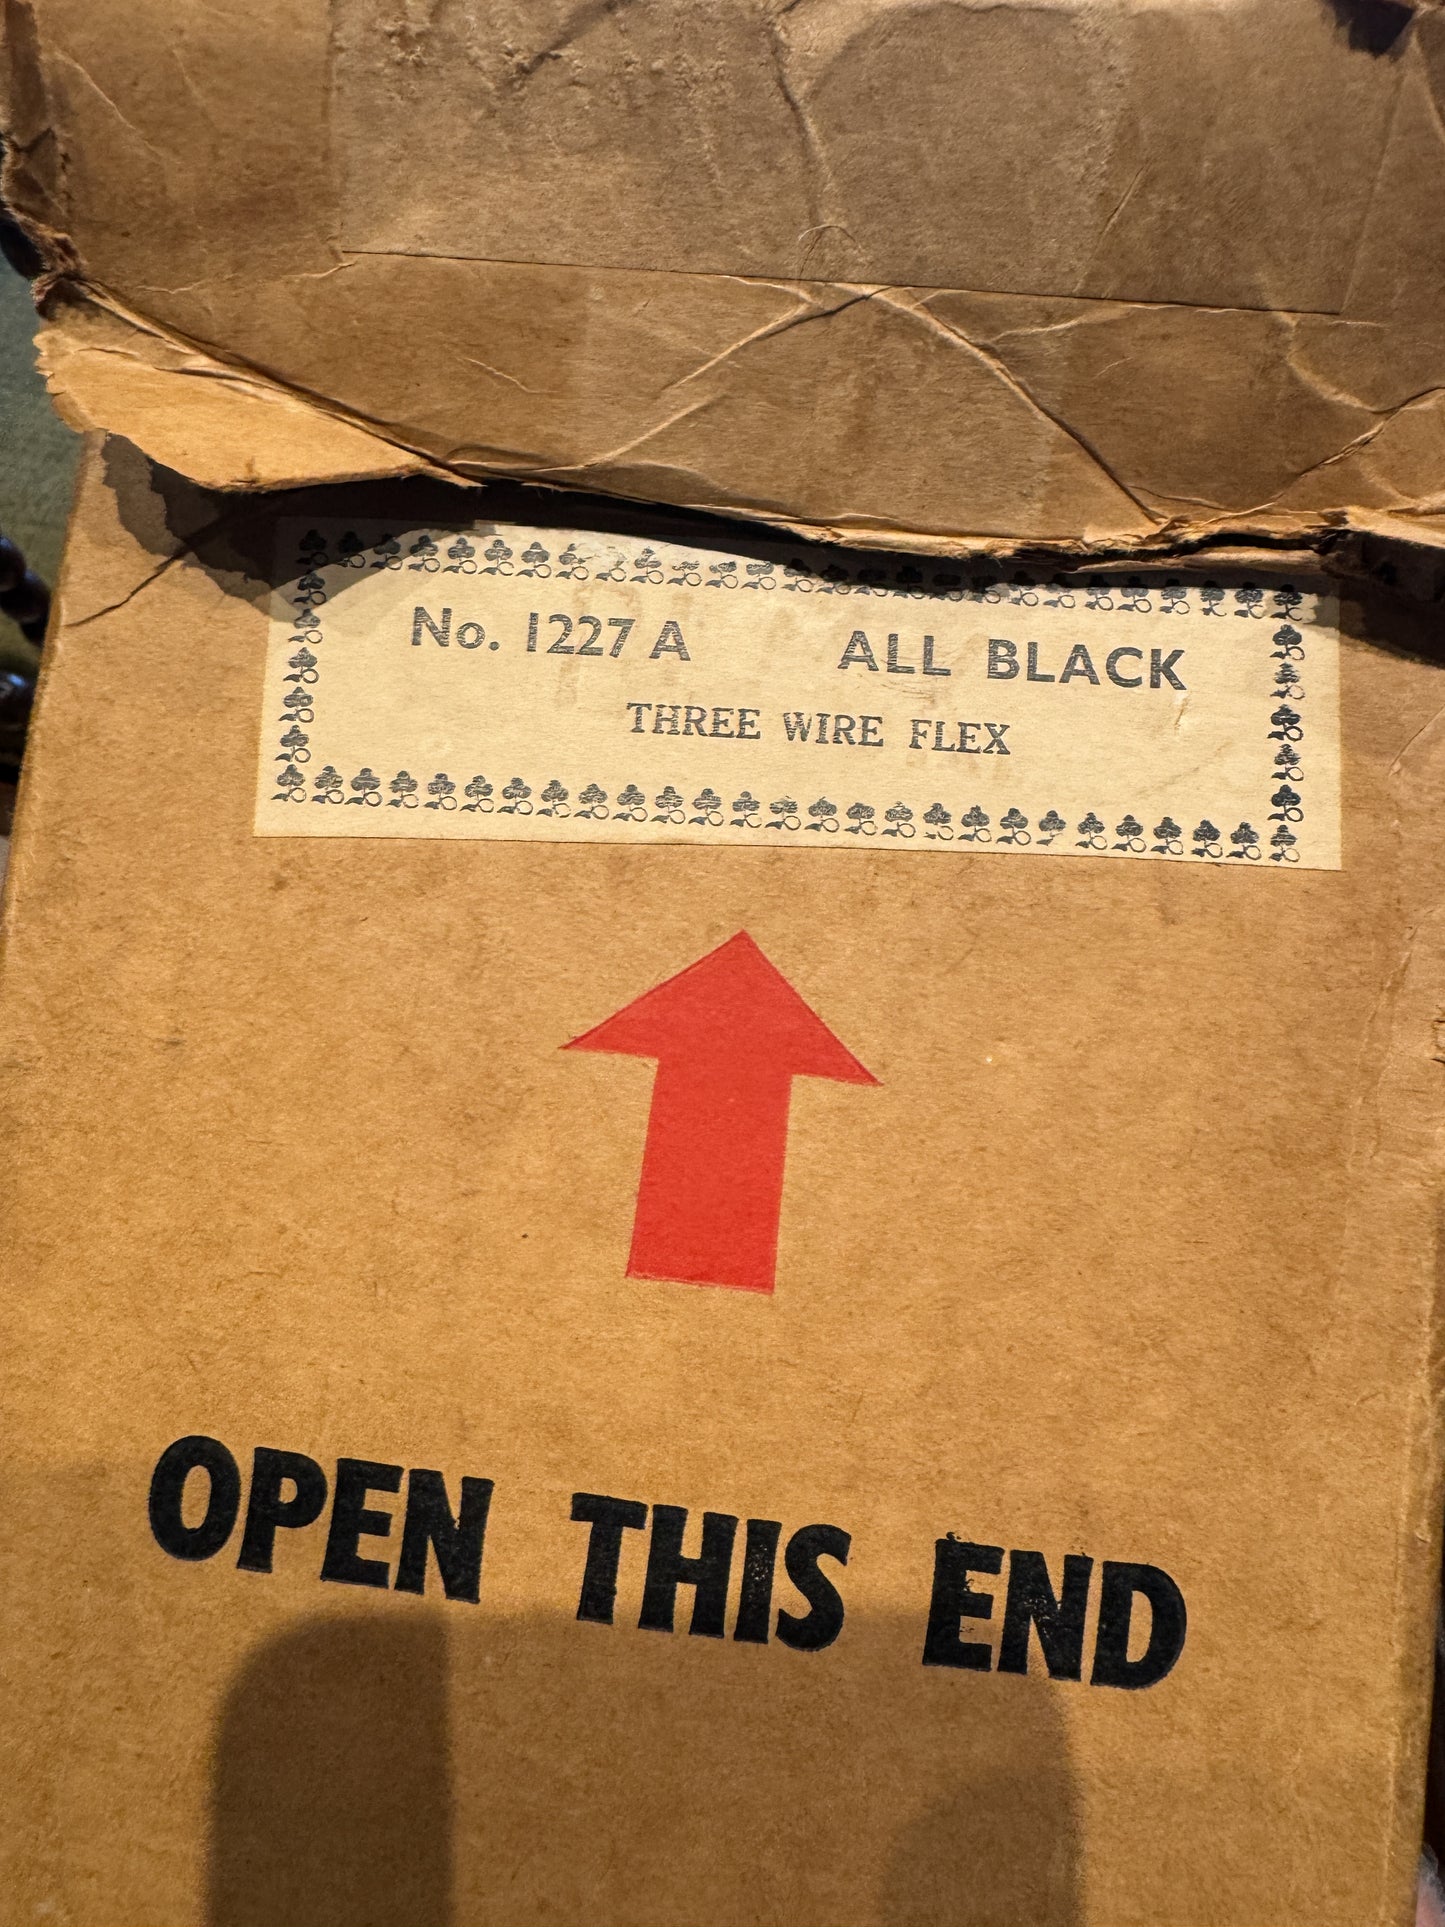 No. 1227 A ALL BLACK
THREE WIRE FLEX
OPEN THIS END